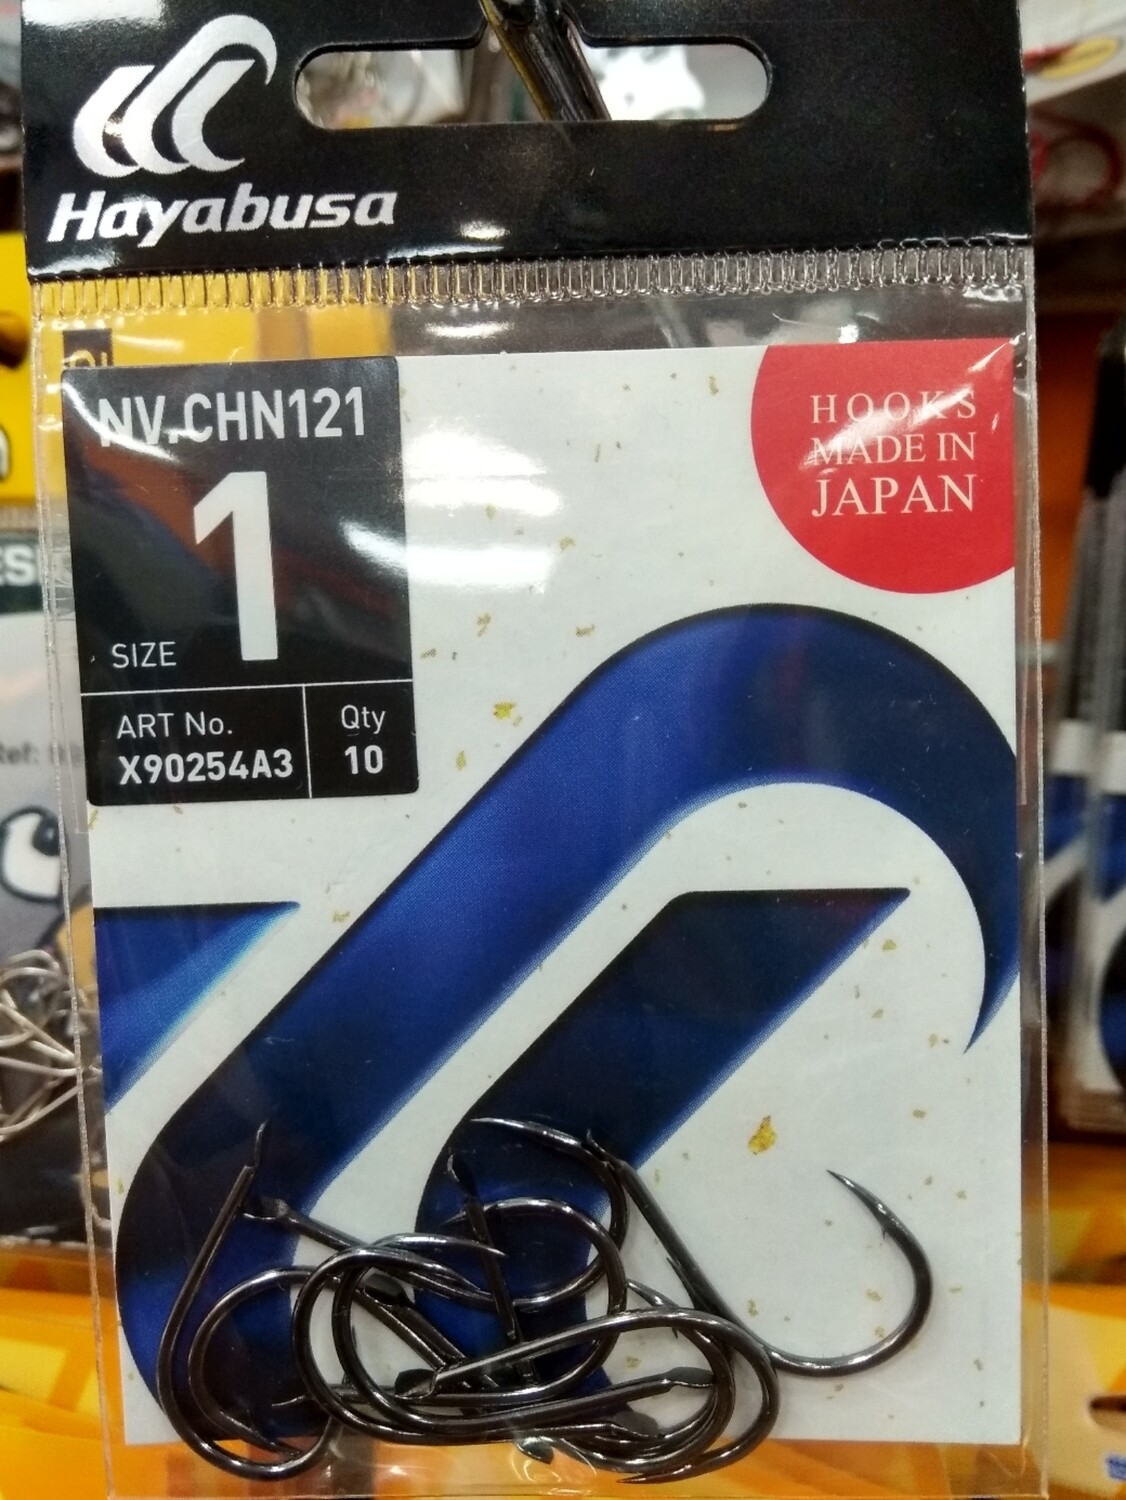 Hayabusa
NV.CHN121
1
SIZE
ART No.
X90254A3
Qty
10
HOOKS
MADE IN
JAPAN